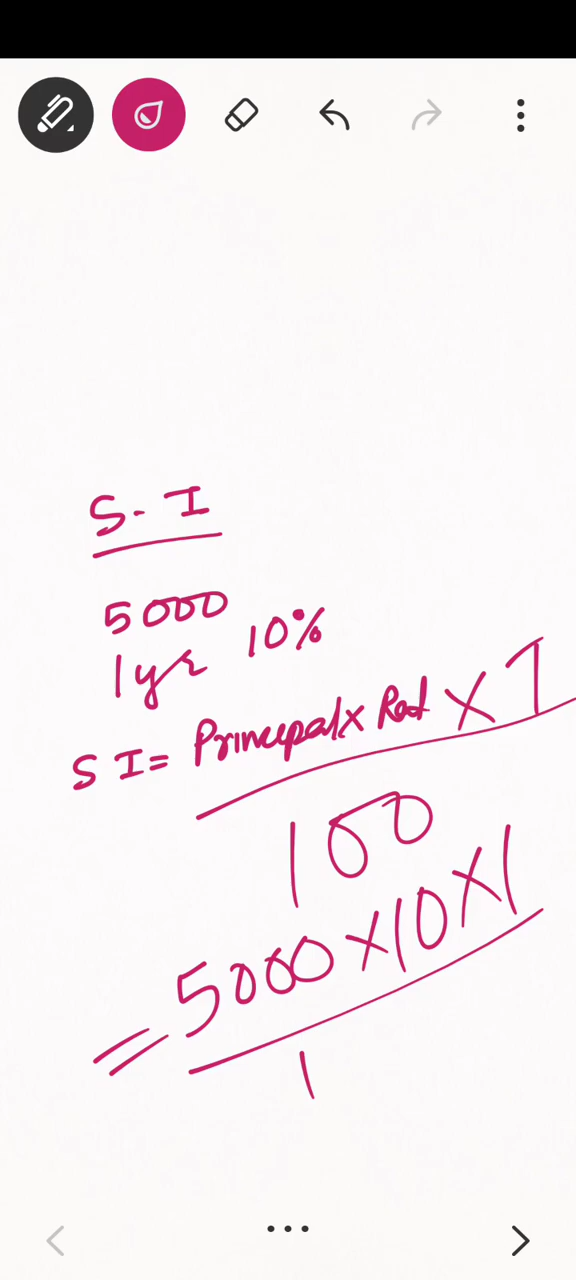 S. I
5000
1yr 10%
S I = Principal x Rat x T
100
= 5000 x 10 x 1
1